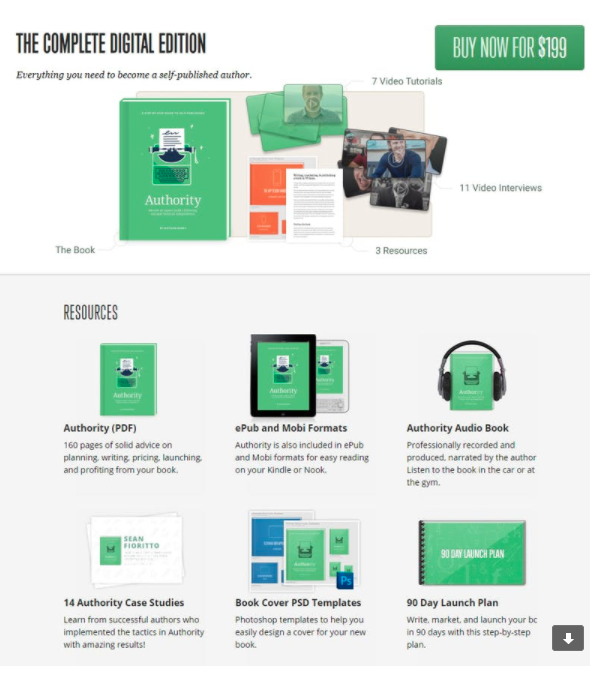 THE COMPLETE DIGITAL EDITION
BUY NOW FOR $199
Everything you need to become a self-published author.
7 Video Tutorials
Authority
11 Video Interviews
The Book
3 Resources
RESOURCES
Authority
Authority
Authority
Authority (PDF)
ePub and Mobi Formats
Authority Audio Book
160 pages of solid advice on
planning, writing, pricing, launching,
and profiting from your book.
Authority is also included in ePub
and Mobi formats for easy reading
on your Kindle or Nook.
Professionally recorded and
produced, narrated by the author
Listen to the book in the car or at
the gym.
SEAN
FIORITTO
Authority
Ps
90 DAY LAUNCH PLAN
14 Authority Case Studies
Book Cover PSD Templates
90 Day Launch Plan
Learn from successful authors who
implemented the tactics in Authority
with amazing results!
Photoshop templates to help you
easily design a cover for your new
book.
Write, market, and launch your bc
in 90 days with this step-by-step
plan.